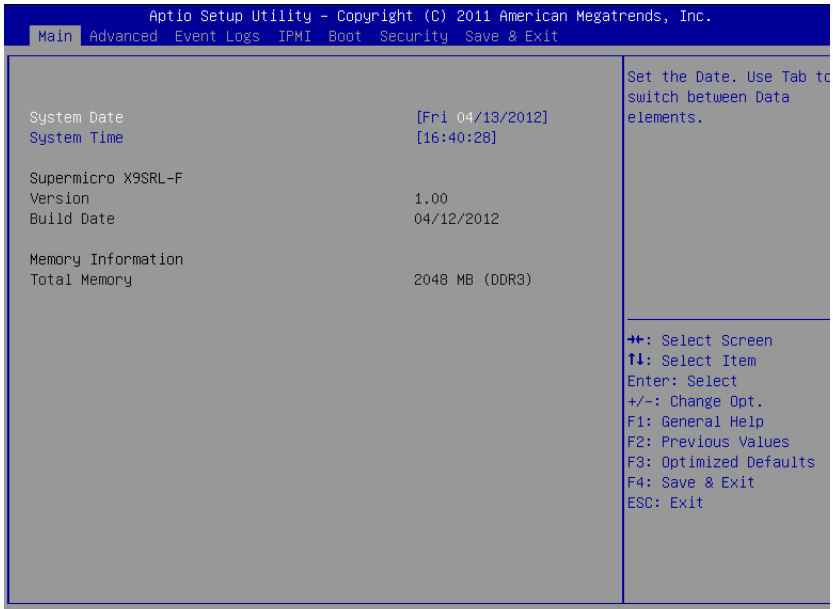 Aptio Setup Utility – Copyright (C) 2011 American Megatrends, Inc.
Main Advanced Event Logs IPMI Boot Security Save & Exit
System Date [Fri 04/13/2012]
System Time [16:40:28]
Supermicro X9SRL-F
Version 1.00
Build Date 04/12/2012
Memory Information
Total Memory 2048 MB (DDR3)
Set the Date. Use Tab to
switch between Data
elements.
→←: Select Screen
↑↓: Select Item
Enter: Select
+/-: Change Opt.
F1: General Help
F2: Previous Values
F3: Optimized Defaults
F4: Save & Exit
ESC: Exit